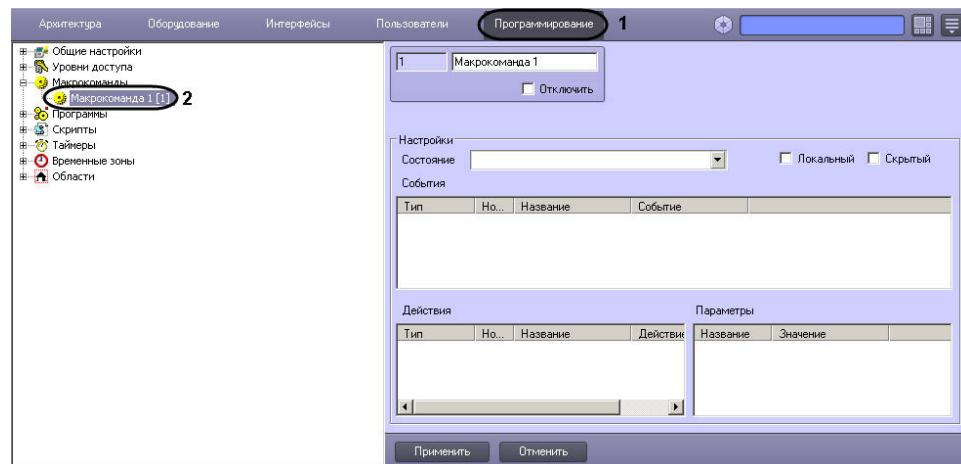 Архитектура Оборудование Интерфейсы Пользователи Программирование 1
Общие настройки
Уровни доступа
Макрокоманды
Макрокоманда 1 [1] 2
Программы
Скрипты
Таймеры
Временные зоны
Области
1 Макрокоманда 1
Отключить
Настройки
Состояние Локальный Скрытый
События
Тип Но... Название Событие
Действия Параметры
Тип Но... Название Действие Название Значение
Применить Отменить